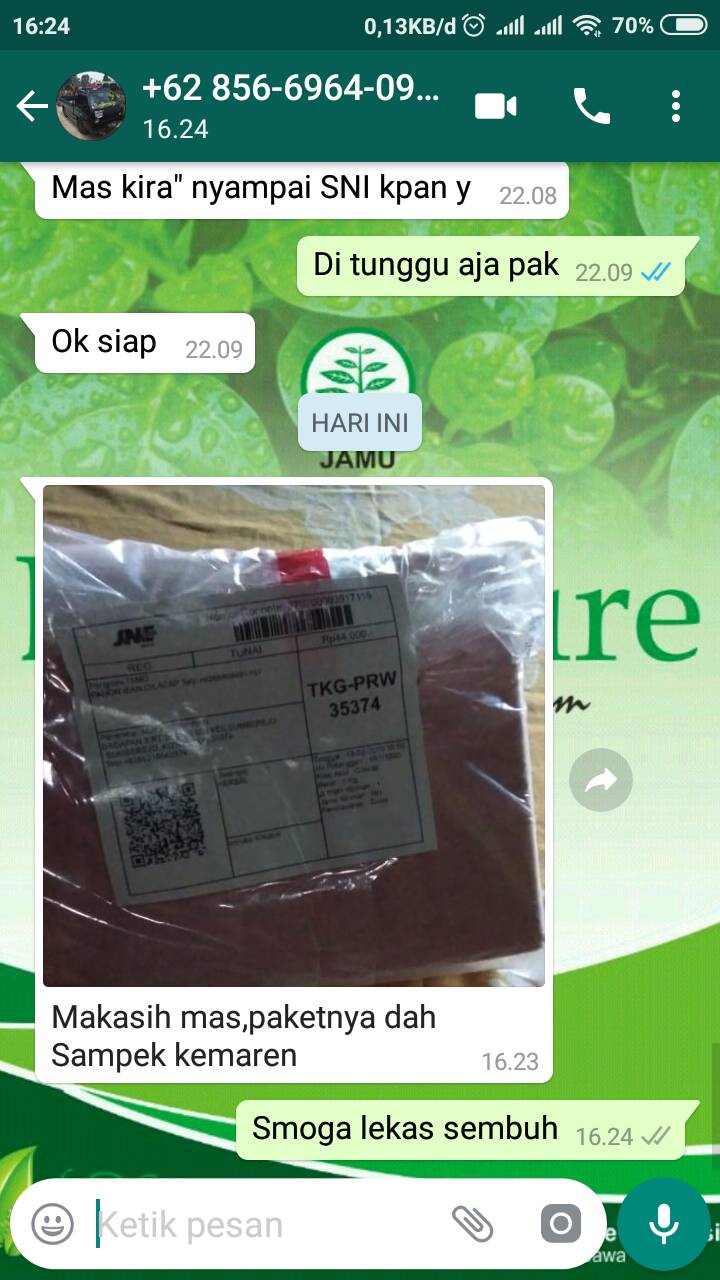 16:24
0,13KB/d
70%
+62 856-6964-09...
16.24
Mas kira" nyampai SNI kpan y 22.08
Di tunggu aja pak 22.09
Ok siap 22.09
HARI INI
JAMU
ure
m
JNE
REG TUNAI Rp44.000,-
TKG-PRW
35374
HERBAL
Makasih mas,paketnya dah
Sampek kemaren 16.23
Smoga lekas sembuh 16.24
Ketik pesan